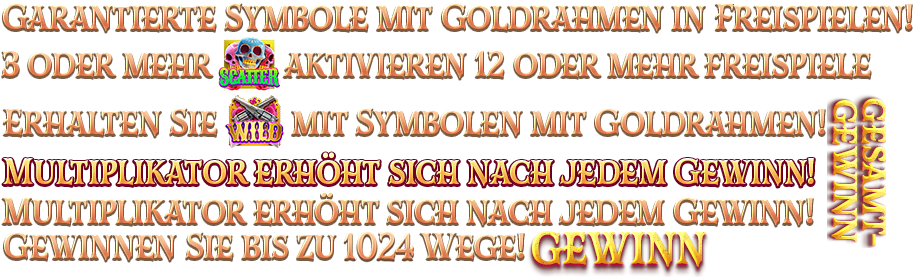 Garantierte Symbole mit Goldrahmen in Freispielen!
3 oder mehr SCATTER aktivieren 12 oder mehr Freispiele
Erhalten Sie WILD mit Symbolen mit Goldrahmen!
Multiplikator erhöht sich nach jedem Gewinn!
Multiplikator erhöht sich nach jedem Gewinn!
Gewinnen Sie bis zu 1024 Wege! GEWINN
GESAMT-
GEWINN